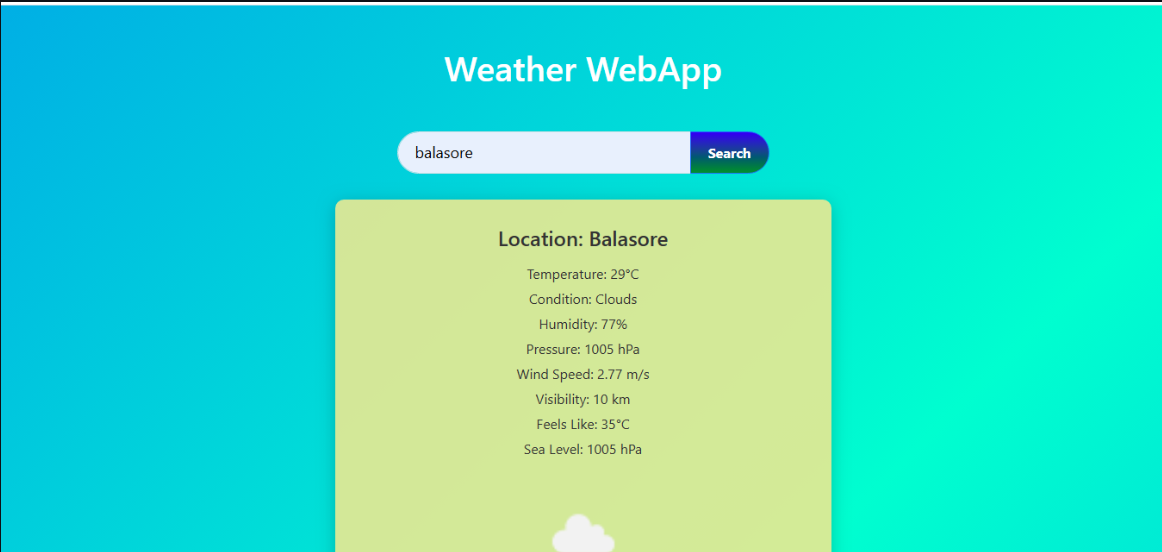 Weather WebApp
balasore
Search
Location: Balasore
Temperature: 29°C
Condition: Clouds
Humidity: 77%
Pressure: 1005 hPa
Wind Speed: 2.77 m/s
Visibility: 10 km
Feels Like: 35°C
Sea Level: 1005 hPa